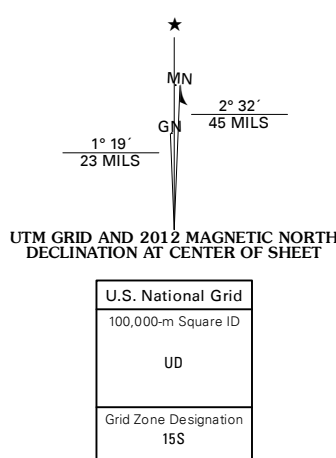 ★
MN
2° 32´
45 MILS
GN
1° 19´
23 MILS
UTM GRID AND 2012 MAGNETIC NORTH
DECLINATION AT CENTER OF SHEET
U.S. National Grid
100,000-m Square ID
UD
Grid Zone Designation
15S